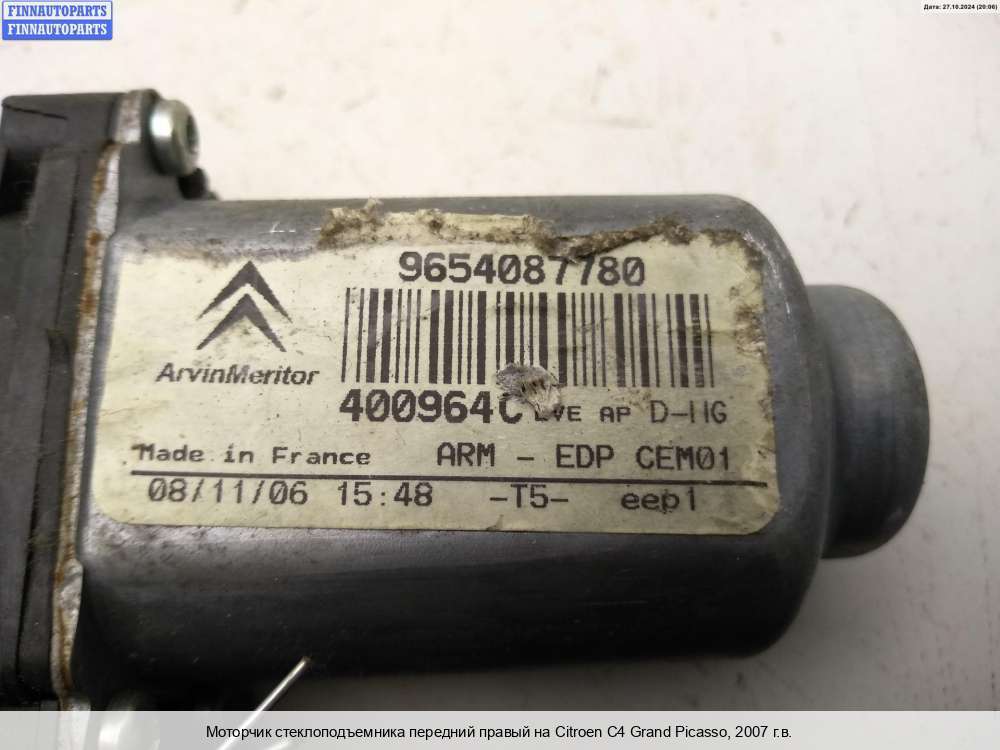 FINNAUTOPARTS
FINNAUTOPARTS
Дата: 27.10.2024 (20:06)
9654087780
ArvinMeritor
400964C LVE AP D-IIG
Made in France ARM - EDP CEM01
08/11/06 15:48 -T5- eep1
Моторчик стеклоподъемника передний правый на Citroen C4 Grand Picasso, 2007 г.в.